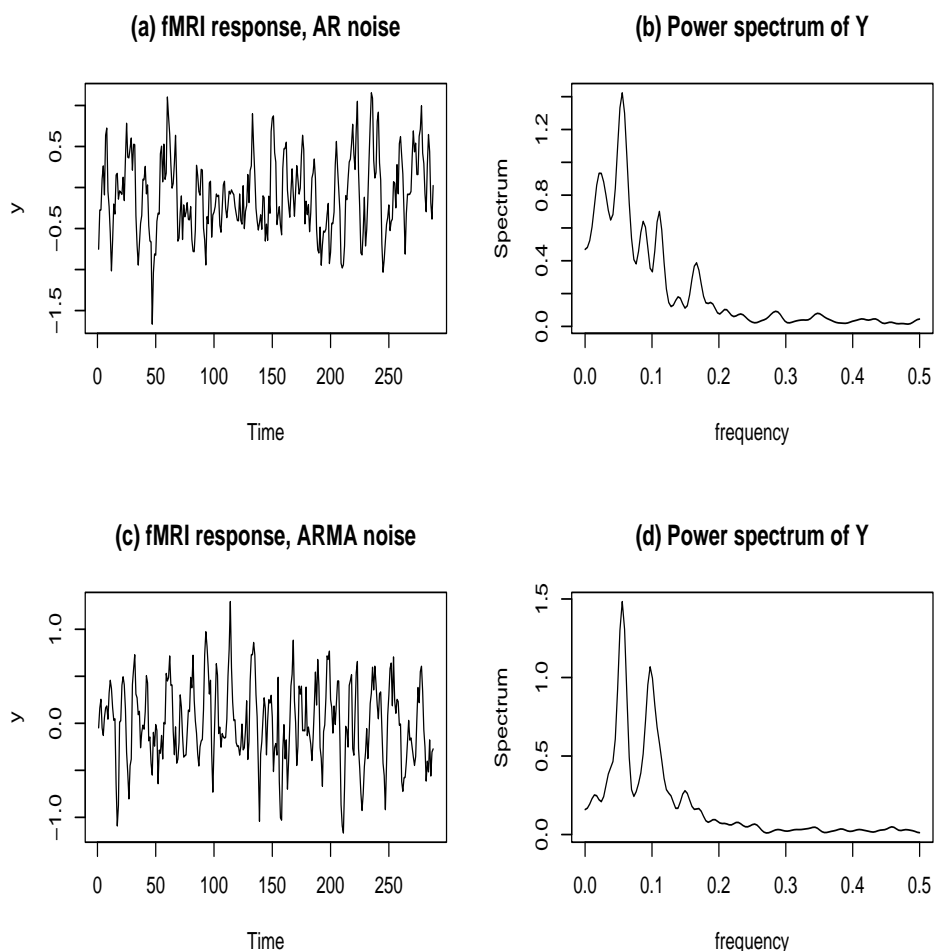 (a) fMRI response, AR noise
y
0.5
−0.5
−1.5
0 50 100 150 200 250
Time
(b) Power spectrum of Y
Spectrum
1.2
0.8
0.4
0.0
0.0 0.1 0.2 0.3 0.4 0.5
frequency
(c) fMRI response, ARMA noise
y
1.0
0.0
−1.0
0 50 100 150 200 250
Time
(d) Power spectrum of Y
Spectrum
1.5
1.0
0.5
0.0
0.0 0.1 0.2 0.3 0.4 0.5
frequency